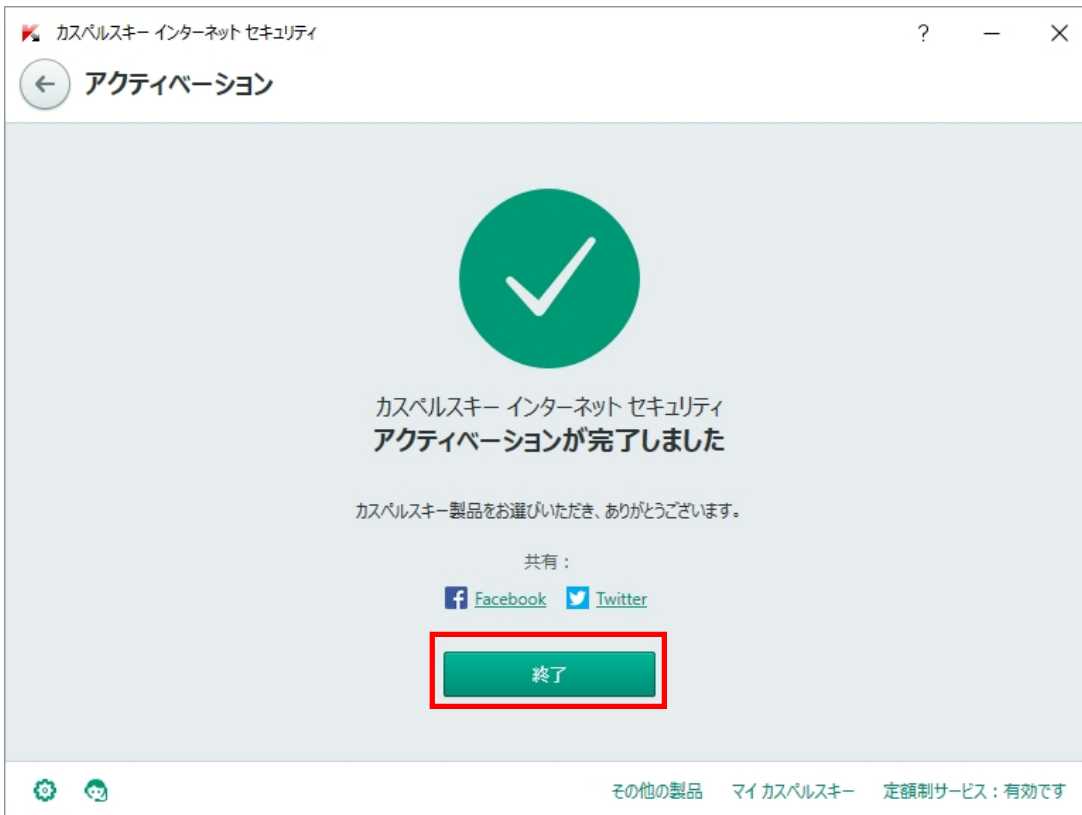 カスペルスキー インターネット セキュリティ
?
アクティベーション
カスペルスキー インターネット セキュリティ
アクティベーションが完了しました
カスペルスキー製品をお選びいただき、ありがとうございます。
共有：
Facebook Twitter
終了
その他の製品 マイ カスペルスキー 定額制サービス：有効です